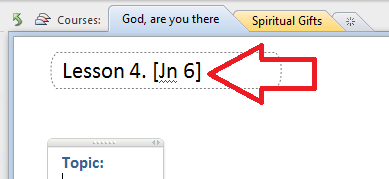 Courses: God, are you there Spiritual Gifts
Lesson 4. [Jn 6]
Topic: